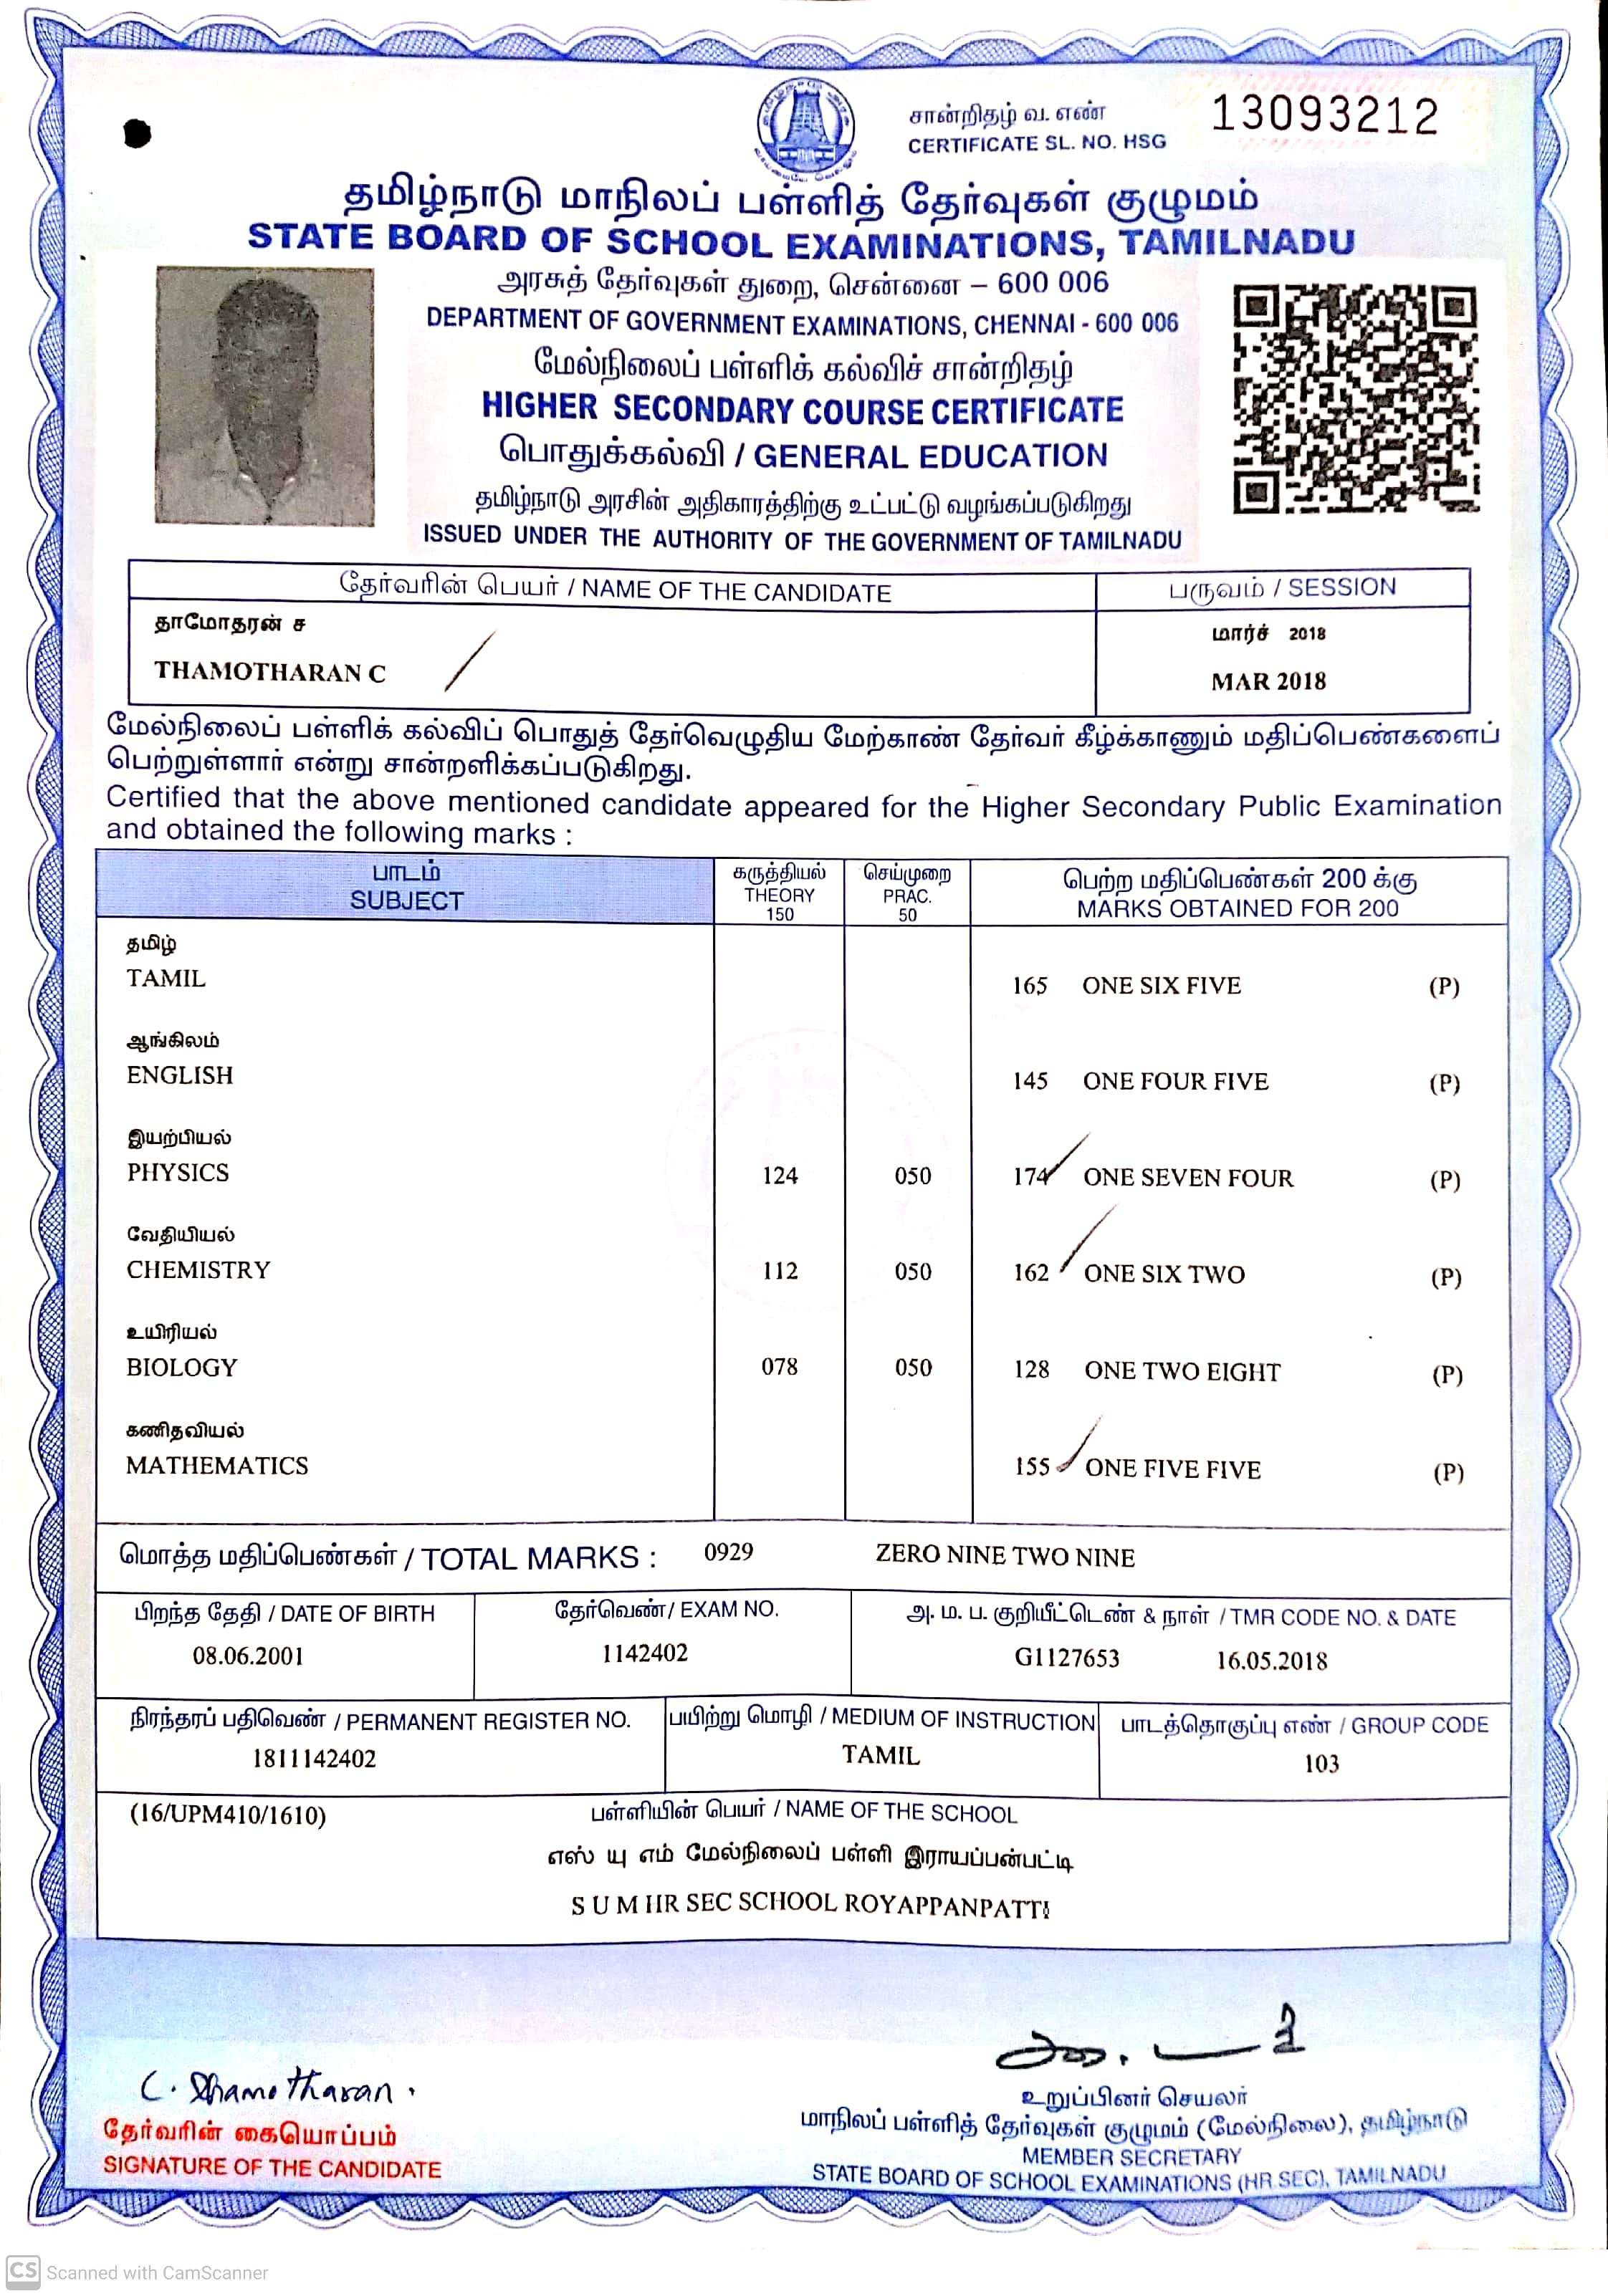 சான்றிதழ் வ. எண்
CERTIFICATE SL. NO. HSG 13093212
தமிழ்நாடு மாநிலப் பள்ளித் தேர்வுகள் குழுமம்
STATE BOARD OF SCHOOL EXAMINATIONS, TAMILNADU
அரசுத் தேர்வுகள் துறை, சென்னை – 600 006
DEPARTMENT OF GOVERNMENT EXAMINATIONS, CHENNAI - 600 006
மேல்நிலைப் பள்ளிக் கல்விச் சான்றிதழ்
HIGHER SECONDARY COURSE CERTIFICATE
பொதுக்கல்வி / GENERAL EDUCATION
தமிழ்நாடு அரசின் அதிகாரத்திற்கு உட்பட்டு வழங்கப்படுகிறது
ISSUED UNDER THE AUTHORITY OF THE GOVERNMENT OF TAMILNADU
தேர்வரின் பெயர் / NAME OF THE CANDIDATE பருவம் / SESSION
தாமோதரன் ச மார்ச் 2018
THAMOTHARAN C MAR 2018
மேல்நிலைப் பள்ளிக் கல்விப் பொதுத் தேர்வெழுதிய மேற்காண் தேர்வர் கீழ்க்காணும் மதிப்பெண்களைப்
பெற்றுள்ளார் என்று சான்றளிக்கப்படுகிறது.
Certified that the above mentioned candidate appeared for the Higher Secondary Public Examination
and obtained the following marks :
பாடம் கருத்தியல் செய்முறை பெற்ற மதிப்பெண்கள் 200 க்கு
SUBJECT THEORY PRAC. MARKS OBTAINED FOR 200
150 50
தமிழ்
TAMIL 165 ONE SIX FIVE (P)
ஆங்கிலம்
ENGLISH 145 ONE FOUR FIVE (P)
இயற்பியல்
PHYSICS 124 050 174 ONE SEVEN FOUR (P)
வேதியியல்
CHEMISTRY 112 050 162 ONE SIX TWO (P)
உயிரியல்
BIOLOGY 078 050 128 ONE TWO EIGHT (P)
கணிதவியல்
MATHEMATICS 155 ONE FIVE FIVE (P)
மொத்த மதிப்பெண்கள் / TOTAL MARKS : 0929 ZERO NINE TWO NINE
பிறந்த தேதி / DATE OF BIRTH தேர்வெண்/ EXAM NO. அ. ம. ப. குறியீட்டெண் & நாள் / TMR CODE NO. & DATE
08.06.2001 1142402 G1127653 16.05.2018
நிரந்தரப் பதிவெண் / PERMANENT REGISTER NO. பயிற்று மொழி / MEDIUM OF INSTRUCTION பாடத்தொகுப்பு எண் / GROUP CODE
1811142402 TAMIL 103
(16/UPM410/1610) பள்ளியின் பெயர் / NAME OF THE SCHOOL
எஸ் யு எம் மேல்நிலைப் பள்ளி இராயப்பன்பட்டி
S U M HR SEC SCHOOL ROYAPPANPATTI
C. Dhamotharan.
தேர்வரின் கையொப்பம்
SIGNATURE OF THE CANDIDATE
உறுப்பினர் செயலர்
மாநிலப் பள்ளித் தேர்வுகள் குழுமம் (மேல்நிலை), தமிழ்நாடு
MEMBER SECRETARY
STATE BOARD OF SCHOOL EXAMINATIONS (HR.SEC), TAMILNADU
CS Scanned with CamScanner